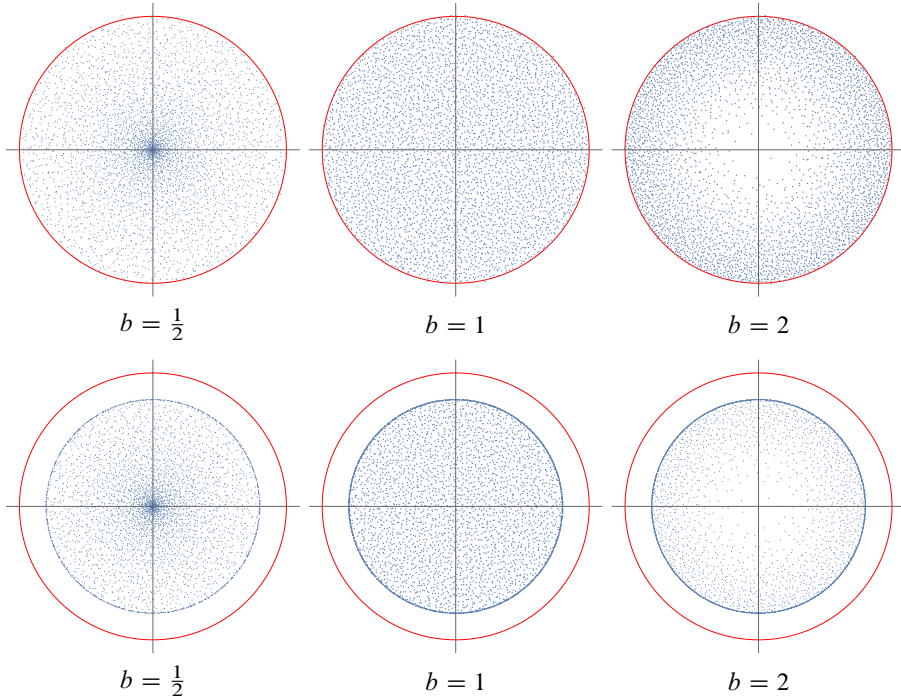 b = 1/2
b = 1
b = 2
b = 1/2
b = 1
b = 2